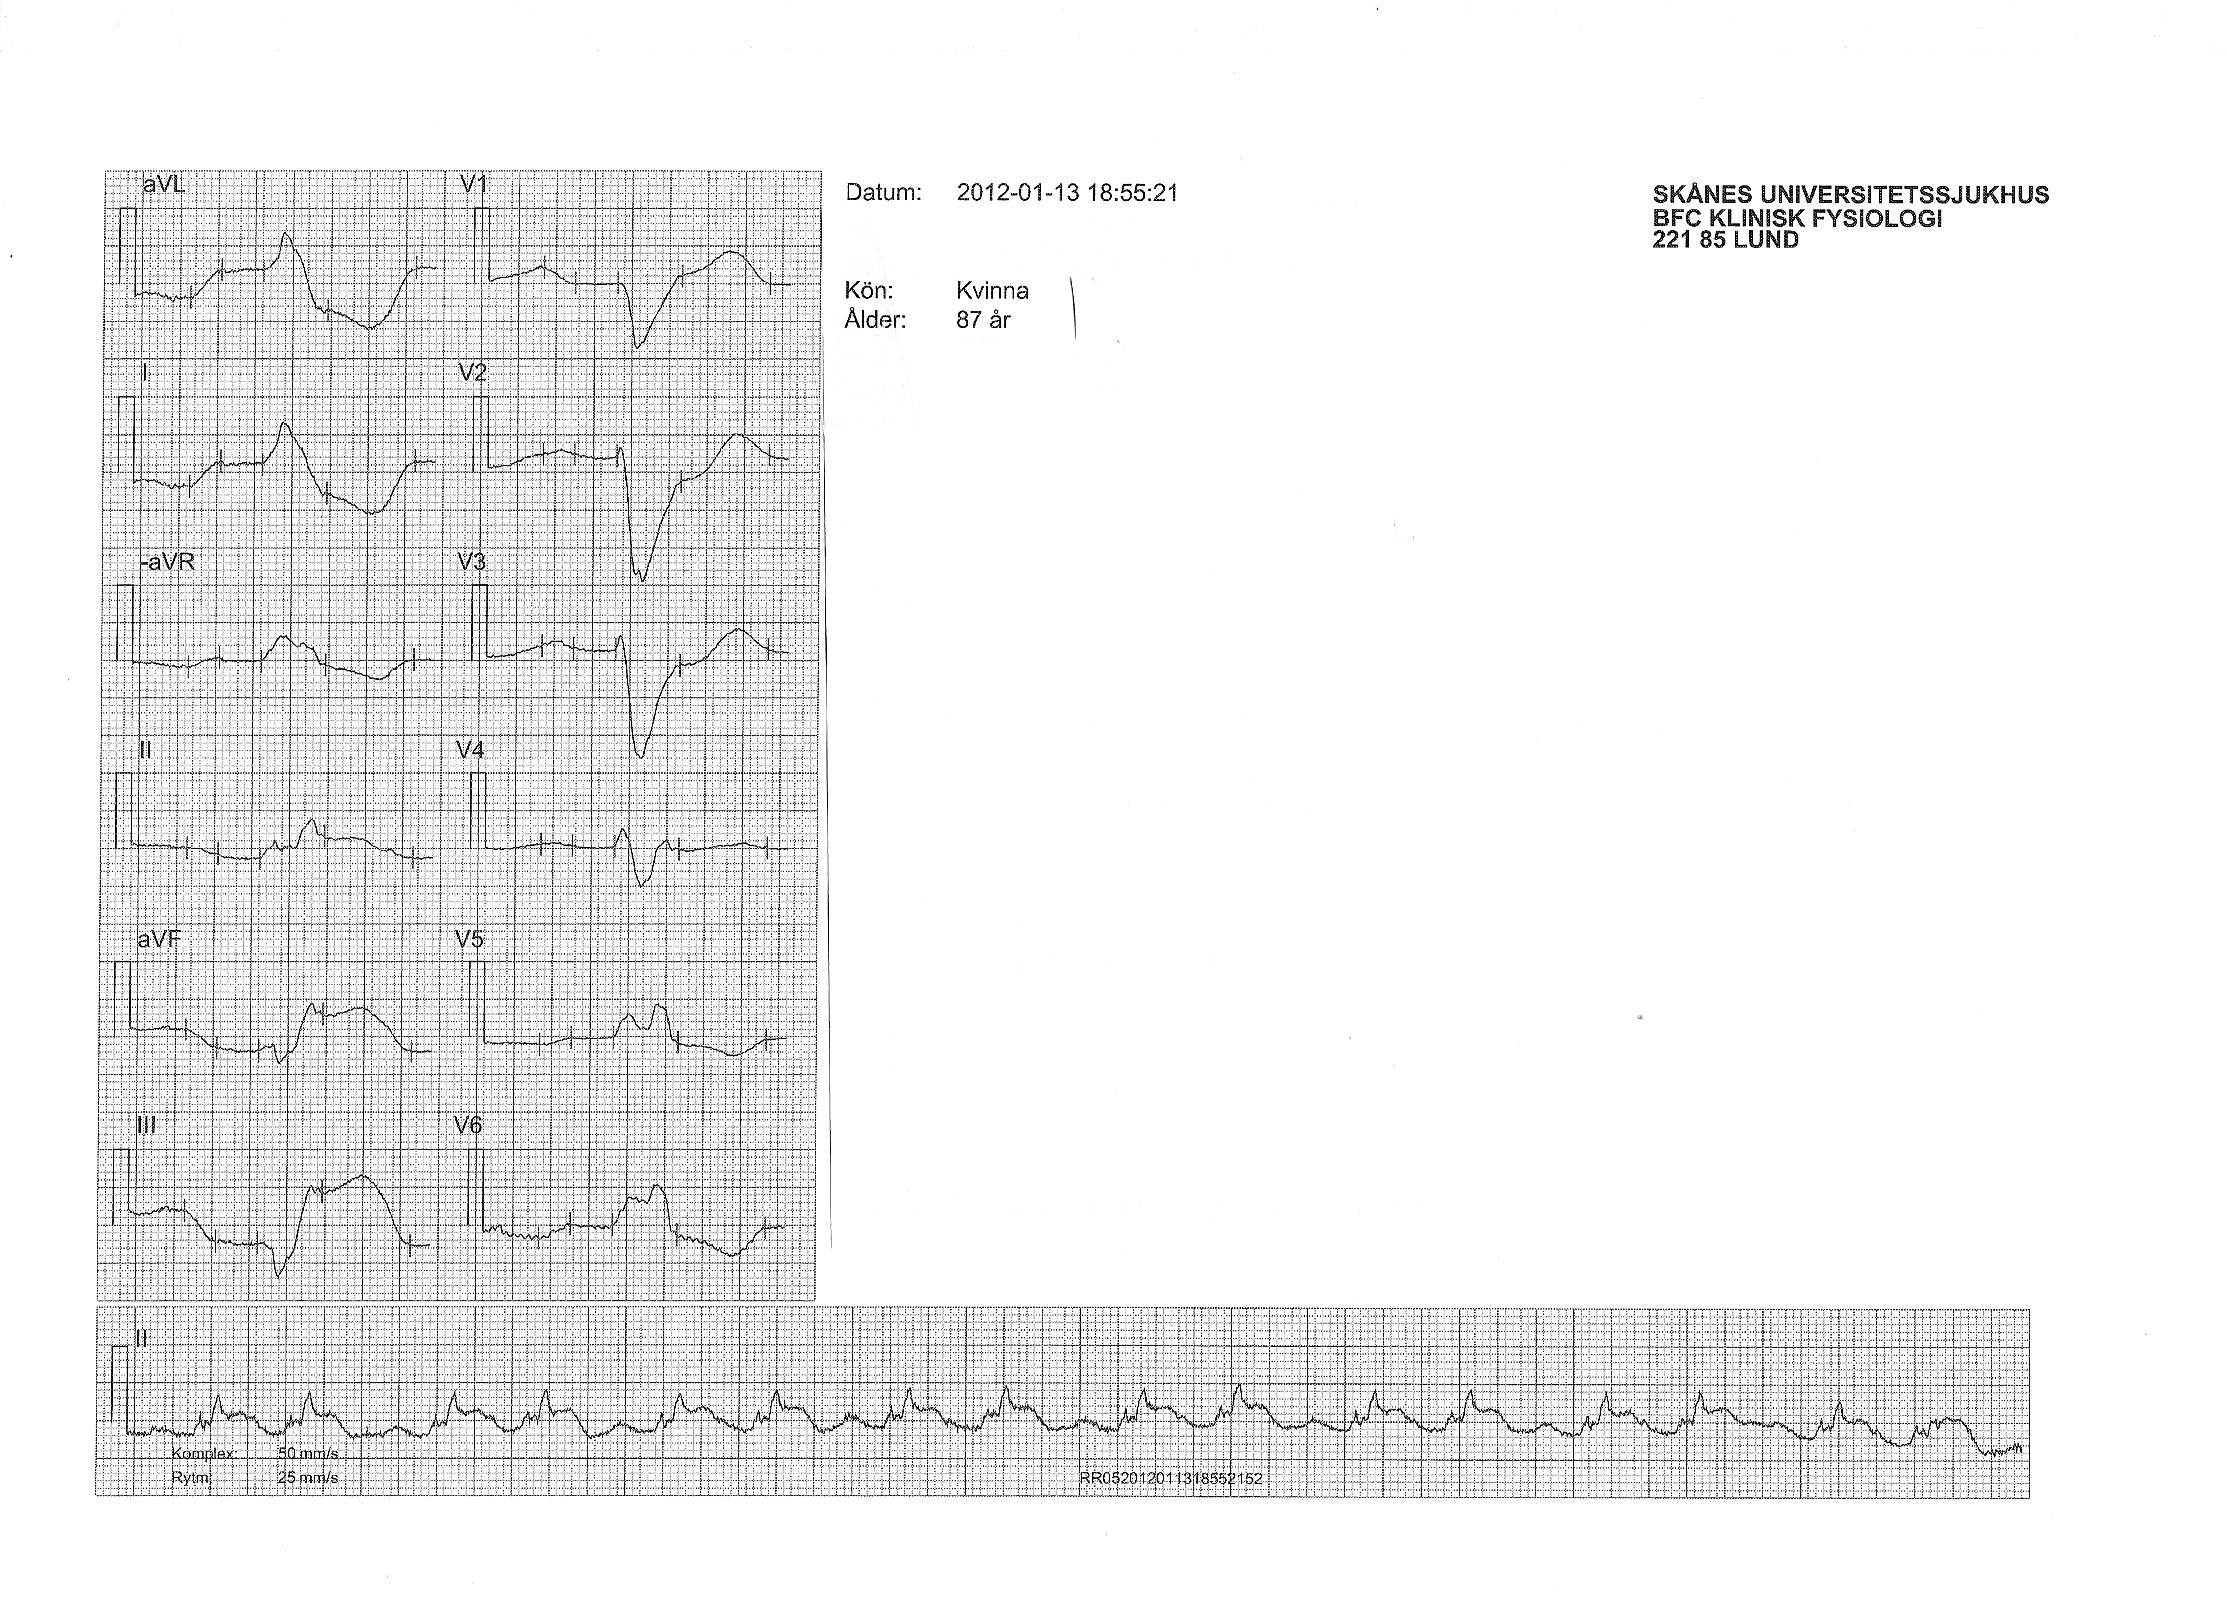 aVL V1
Datum: 2012-01-13 18:55:21
SKÅNES UNIVERSITETSSJUKHUS
BFC KLINISK FYSIOLOGI
221 85 LUND
Kön: Kvinna
Ålder: 87 år
I V2
-aVR V3
II V4
aVF V5
III V6
II
Komplex: 50 mm/s
Rytm: 25 mm/s
RR052012011318552152